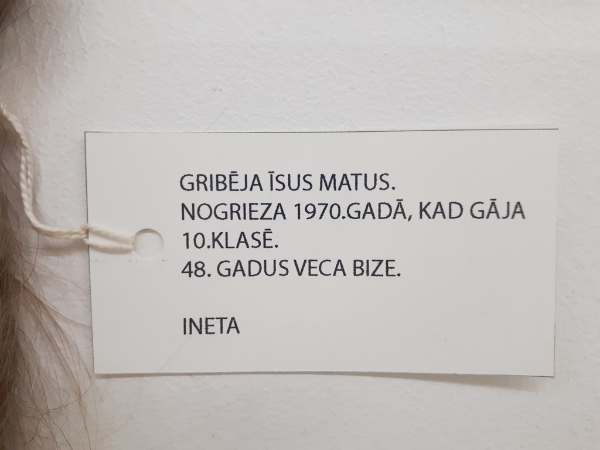 GRIBĒJA ĪSUS MATUS.
NOGRIEZA 1970.GADĀ, KAD GĀJA
10.KLASĒ.
48. GADUS VECA BIZE.
INETA